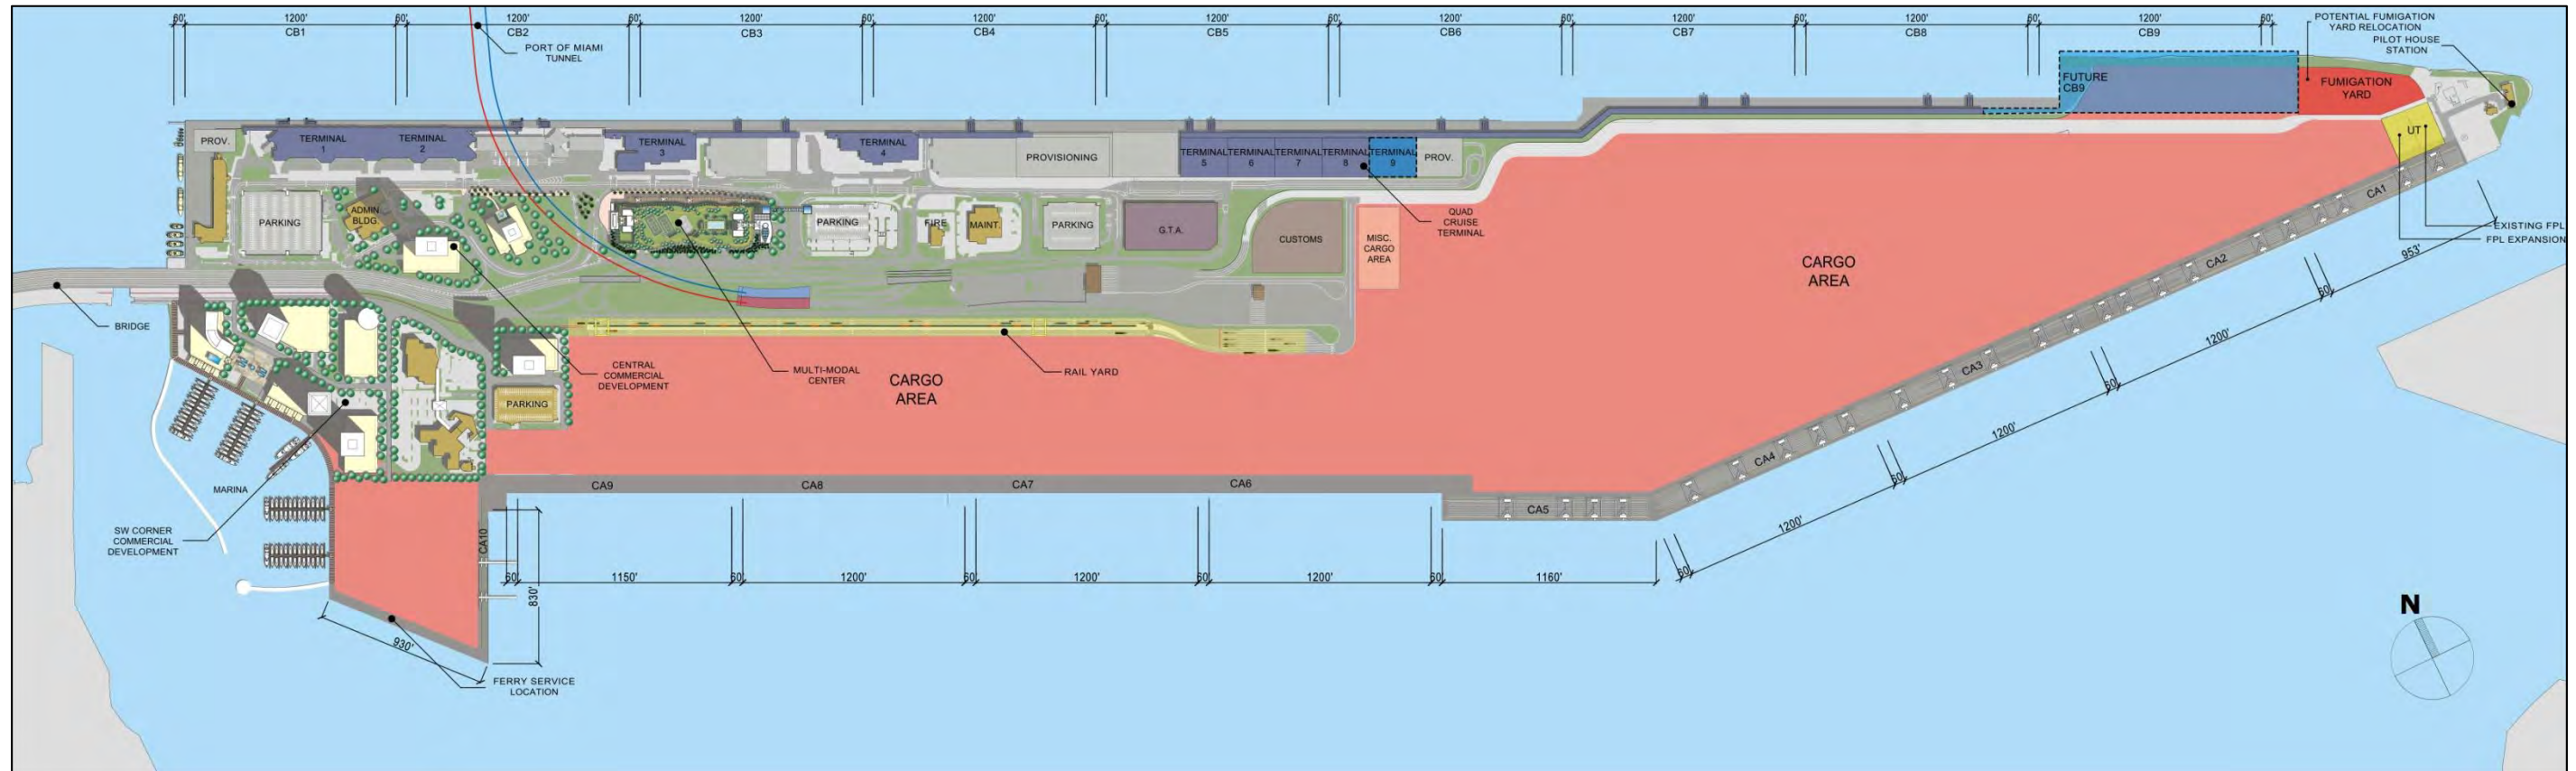 60'
1200'
60'
1200'
60'
1200'
60'
1200'
60'
1200'
60'
1200'
60'
1200'
60'
1200'
60'
1200'
60'
CB1
CB2
CB3
CB4
CB5
CB6
CB7
CB8
CB9
PORT OF MIAMI
TUNNEL
POTENTIAL FUMIGATION
YARD RELOCATION
PILOT HOUSE
STATION
FUTURE
CB9
FUMIGATION
YARD
UT
PROV.
TERMINAL
1
TERMINAL
2
TERMINAL
3
TERMINAL
4
PROVISIONING
TERMINAL
5
TERMINAL
6
TERMINAL
7
TERMINAL
8
TERMINAL
9
PROV.
PARKING
ADMIN
BLDG.
PARKING
FIRE
MAINT.
PARKING
G.T.A.
CUSTOMS
MISC.
CARGO
AREA
QUAD
CRUISE
TERMINAL
CARGO
AREA
EXISTING FPL
FPL EXPANSION
CA1
CA2
CA3
CA4
953'
60'
1200'
60'
1200'
60'
1200'
60'
BRIDGE
CENTRAL
COMMERCIAL
DEVELOPMENT
MULTI-MODAL
CENTER
RAIL YARD
CARGO
AREA
PARKING
MARINA
SW CORNER
COMMERCIAL
DEVELOPMENT
CA9
CA8
CA7
CA6
CA5
CA10
60'
1150'
60'
1200'
60'
1200'
60'
1200'
60'
1160'
830'
930'
FERRY SERVICE
LOCATION
N